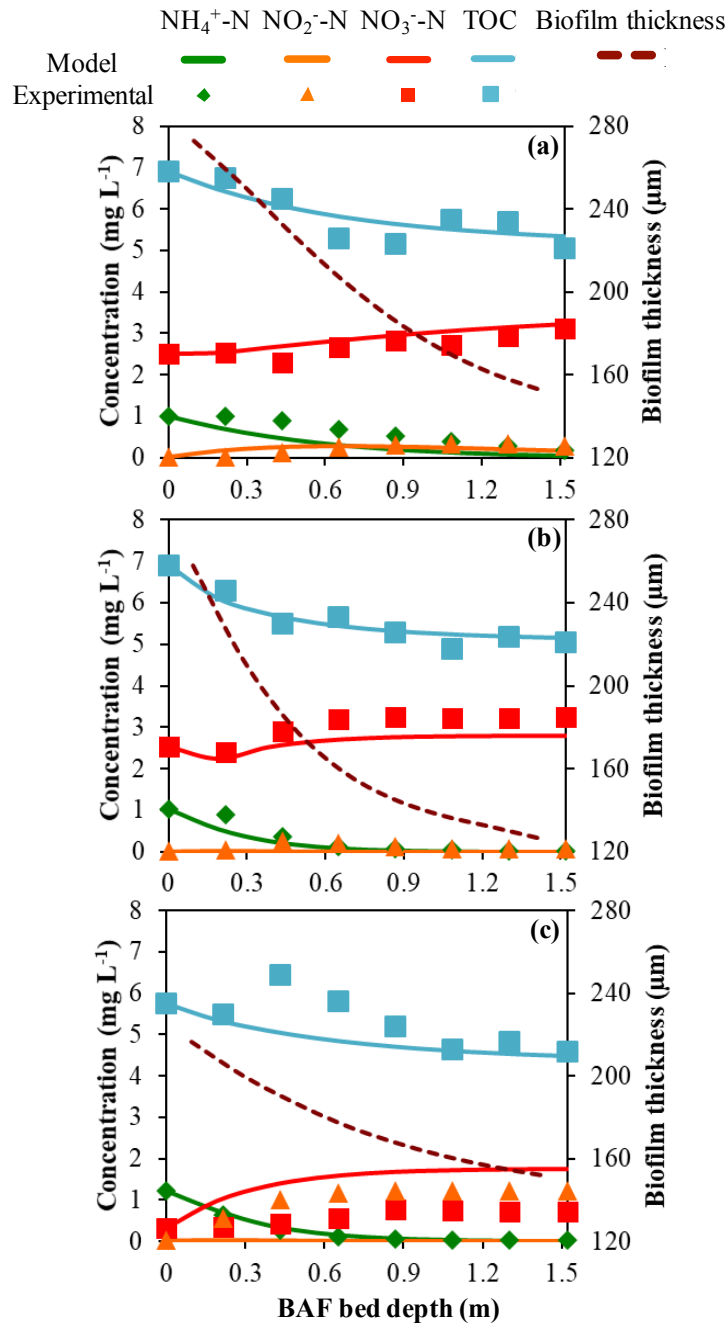 NH₄⁺-N NO₂⁻-N NO₃⁻-N TOC Biofilm thickness
Model
Experimental
(a)
8 7 6 5 4 3 2 1 0
Concentration (mg L⁻¹)
280 240 200 160 120
Biofilm thickness (μm)
0 0.3 0.6 0.9 1.2 1.5
(b)
8 7 6 5 4 3 2 1 0
Concentration (mg L⁻¹)
280 240 200 160 120
Biofilm thickness (μm)
0 0.3 0.6 0.9 1.2 1.5
(c)
8 7 6 5 4 3 2 1 0
Concentration (mg L⁻¹)
280 240 200 160 120
Biofilm thickness (μm)
0 0.3 0.6 0.9 1.2 1.5
BAF bed depth (m)